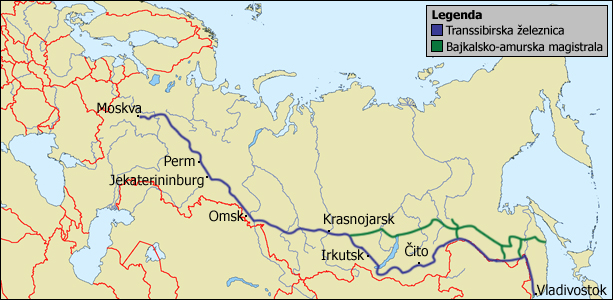 Legenda
Transsibirska železnica
Bajkalsko-amurska magistrala
Moskva
Perm
Jekaterininburg
Omsk
Krasnojarsk
Irkutsk
Čito
Vladivostok